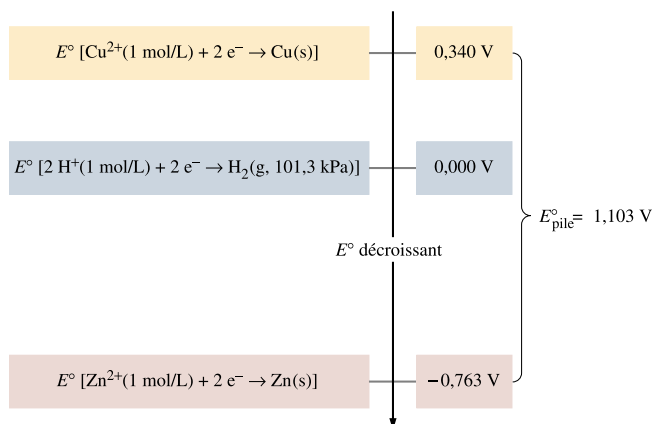 E° [Cu²⁺(1 mol/L) + 2 e⁻ → Cu(s)] 0,340 V
E° [2 H⁺(1 mol/L) + 2 e⁻ → H₂(g, 101,3 kPa)] 0,000 V
E°pile = 1,103 V
E° décroissant
E° [Zn²⁺(1 mol/L) + 2 e⁻ → Zn(s)] −0,763 V